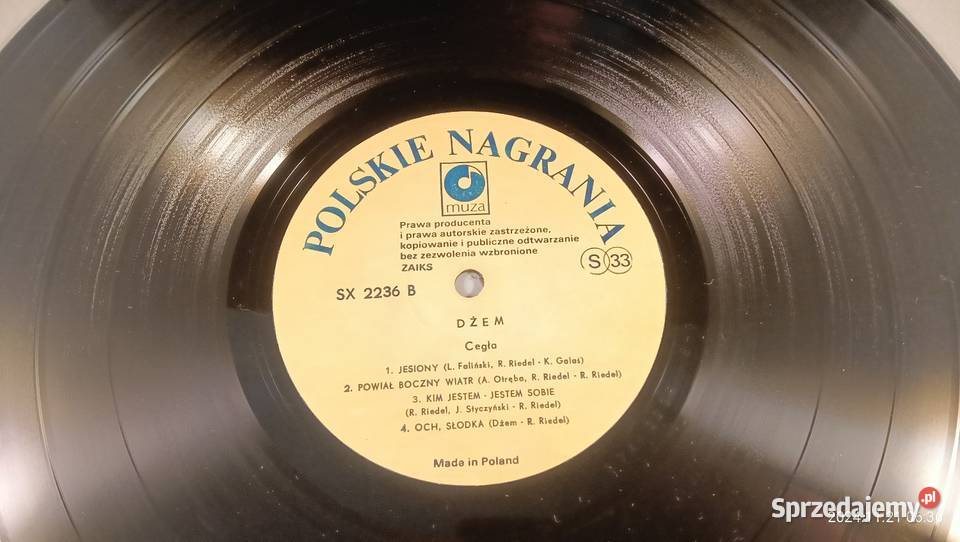 POLSKIE NAGRANIA
muza
Prawa producenta
i prawa autorskie zastrzeżone,
kopiowanie i publiczne odtwarzanie
bez zezwolenia wzbronione
ZAIKS
S 33
SX 2236 B
DŻEM
Cegła
1. JESIONY (L. Faliński, R. Riedel - K. Gałaś)
2. POWIAŁ BOCZNY WIATR (A. Otręba, R. Riedel - R. Riedel)
3. KIM JESTEM - JESTEM SOBIE
(R. Riedel, J. Styczyński - R. Riedel)
4. OCH, SŁODKA (Dżem - R. Riedel)
Made in Poland
Sprzedajemy.pl